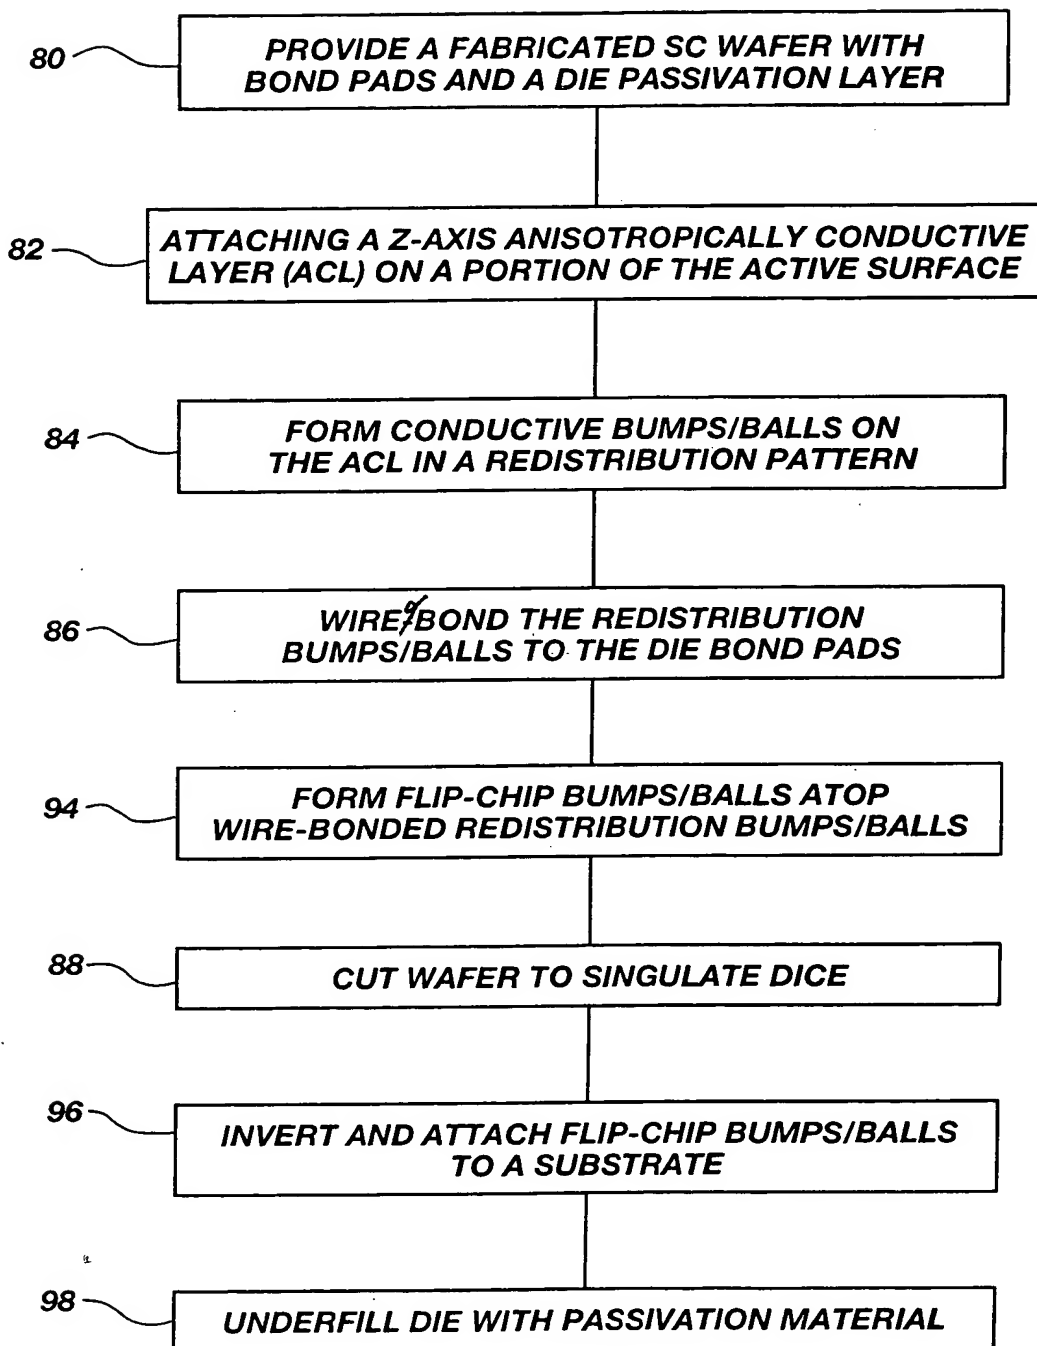 80
PROVIDE A FABRICATED SC WAFER WITH
BOND PADS AND A DIE PASSIVATION LAYER
82
ATTACHING A Z-AXIS ANISOTROPICALLY CONDUCTIVE
LAYER (ACL) ON A PORTION OF THE ACTIVE SURFACE
84
FORM CONDUCTIVE BUMPS/BALLS ON
THE ACL IN A REDISTRIBUTION PATTERN
86
WIRE-BOND THE REDISTRIBUTION
BUMPS/BALLS TO THE DIE BOND PADS
94
FORM FLIP-CHIP BUMPS/BALLS ATOP
WIRE-BONDED REDISTRIBUTION BUMPS/BALLS
88
CUT WAFER TO SINGULATE DICE
96
INVERT AND ATTACH FLIP-CHIP BUMPS/BALLS
TO A SUBSTRATE
98
UNDERFILL DIE WITH PASSIVATION MATERIAL